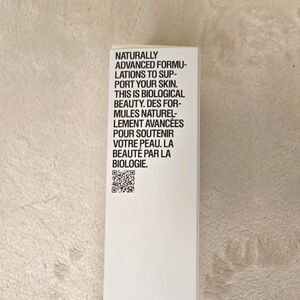 NATURALLY
ADVANCED FORMU-
LATIONS TO SUP-
PORT YOUR SKIN.
THIS IS BIOLOGICAL
BEAUTY. DES FOR-
MULES NATUREL-
LEMENT AVANCÉES
POUR SOUTENIR
VOTRE PEAU. LA
BEAUTÉ PAR LA
BIOLOGIE.